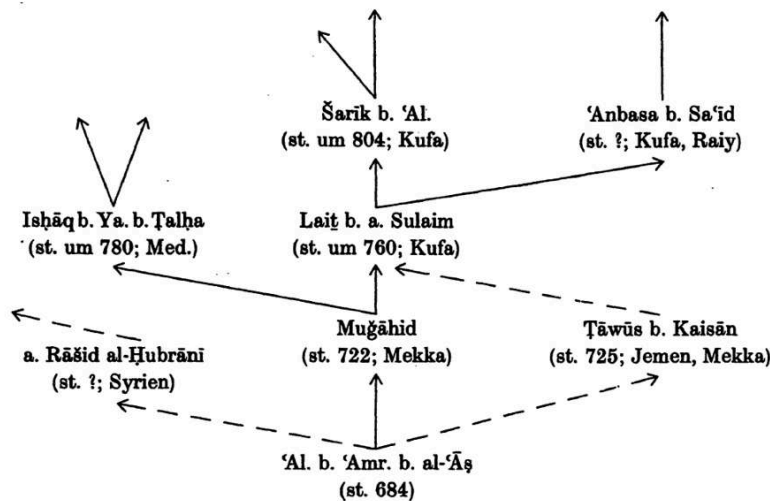 Šarīk b. ʿAl.
(st. um 804; Kufa)
ʿAnbasa b. Saʿīd
(st. ?; Kufa, Raiy)
Isḥāq b. Ya. b. Ṭalḥa
(st. um 780; Med.)
Laiṯ b. a. Sulaim
(st. um 760; Kufa)
a. Rāšid al-Ḥubrānī
(st. ?; Syrien)
Muǧāhid
(st. 722; Mekka)
Ṭāwūs b. Kaisān
(st. 725; Jemen, Mekka)
ʿAl. b. ʿAmr. b. al-ʿĀṣ
(st. 684)